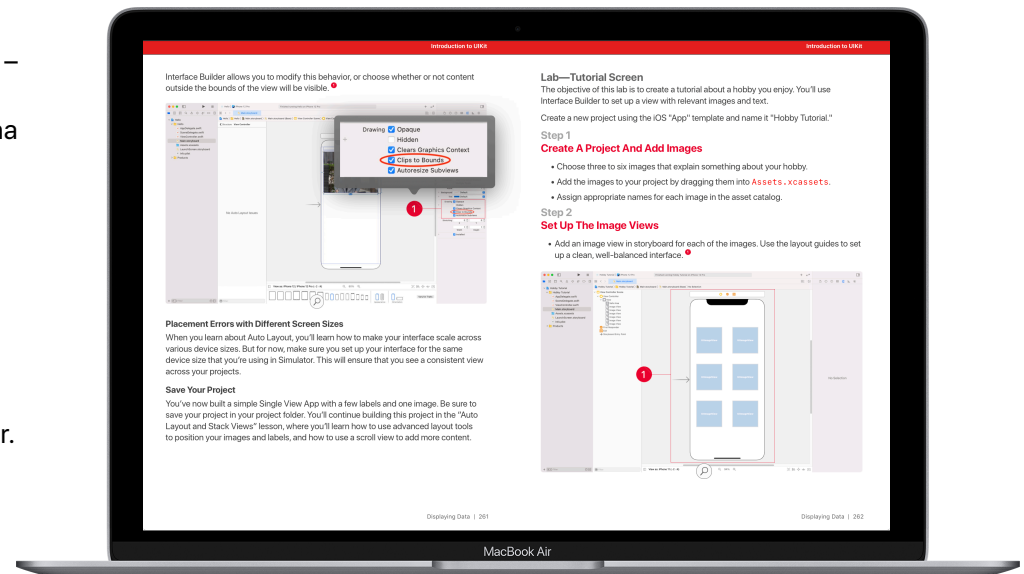 –
na
r.
Introduction to UIKit
Interface Builder allows you to modify this behavior, or choose whether or not content
outside the bounds of the view will be visible. 1
Drawing Opaque
Hidden
Clears Graphics Context
Clips to Bounds
Autoresize Subviews
1
Placement Errors with Different Screen Sizes
When you learn about Auto Layout, you'll learn how to make your interface scale across
various device sizes. But for now, make sure you set up your interface for the same
device size that you're using in Simulator. This will ensure that you see a consistent view
across your projects.
Save Your Project
You've now built a simple Single View App with a few labels and one image. Be sure to
save your project in your project folder. You'll continue building this project in the "Auto
Layout and Stack Views" lesson, where you'll learn how to use advanced layout tools
to position your images and labels, and how to use a scroll view to add more content.
Displaying Data | 261
Introduction to UIKit
Lab—Tutorial Screen
The objective of this lab is to create a tutorial about a hobby you enjoy. You'll use
Interface Builder to set up a view with relevant images and text.
Create a new project using the iOS "App" template and name it "Hobby Tutorial."
Step 1
Create A Project And Add Images
• Choose three to six images that explain something about your hobby.
• Add the images to your project by dragging them into Assets.xcassets.
• Assign appropriate names for each image in the asset catalog.
Step 2
Set Up The Image Views
• Add an image view in storyboard for each of the images. Use the layout guides to set
up a clean, well-balanced interface. 1
1
Displaying Data | 262
MacBook Air